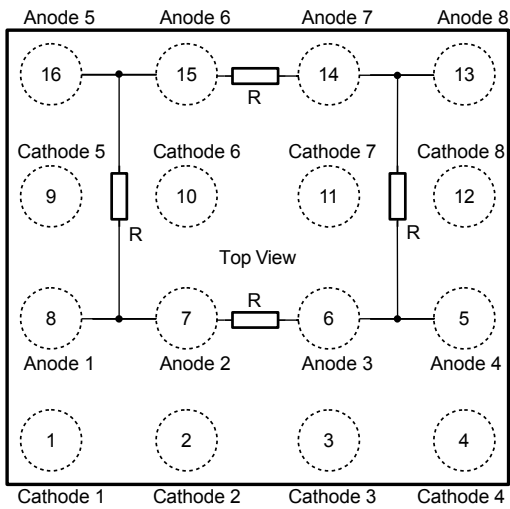 Anode 5 Anode 6 Anode 7 Anode 8
16 15 14 13
R
Cathode 5 Cathode 6 Cathode 7 Cathode 8
9 10 11 12
R R
Top View
R
8 7 6 5
Anode 1 Anode 2 Anode 3 Anode 4
1 2 3 4
Cathode 1 Cathode 2 Cathode 3 Cathode 4